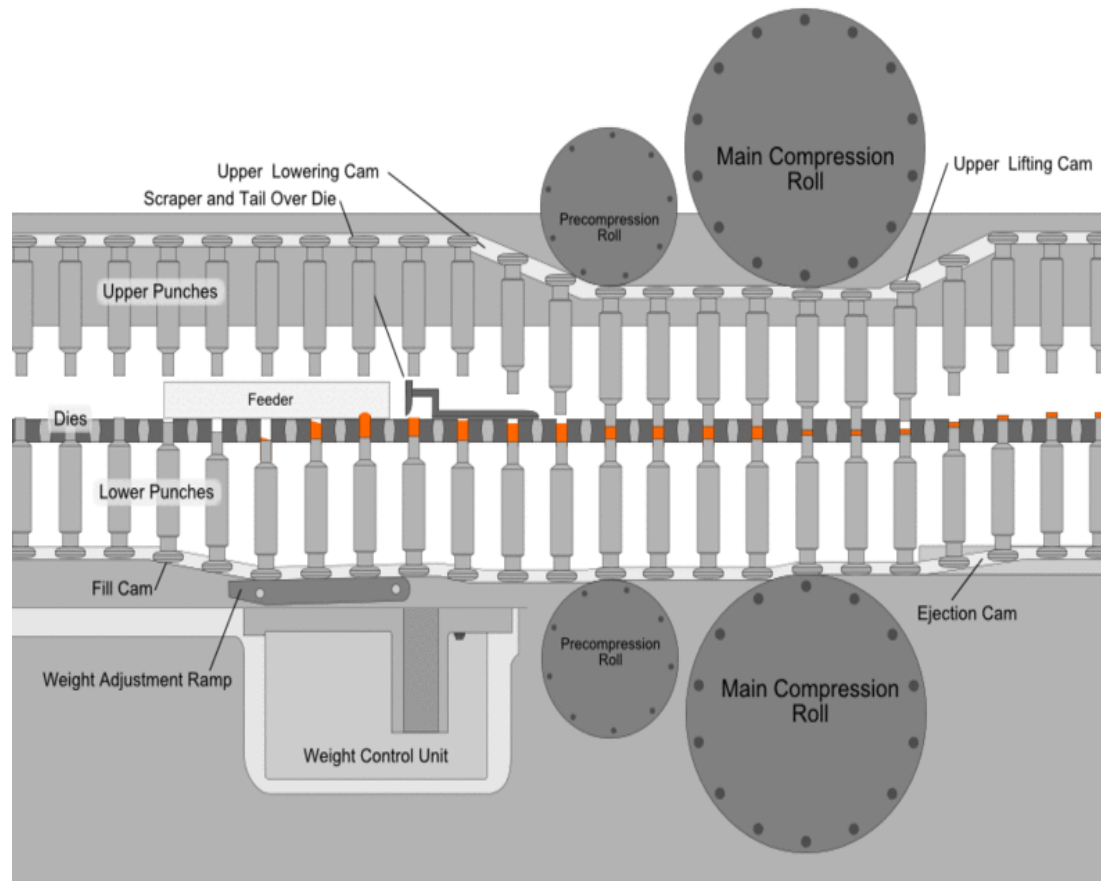 Main Compression
Roll
Upper Lowering Cam
Scraper and Tail Over Die
Upper Lifting Cam
Precompression
Roll
Upper Punches
Feeder
Dies
Lower Punches
Fill Cam
Ejection Cam
Weight Adjustment Ramp
Precompression
Roll
Main Compression
Roll
Weight Control Unit